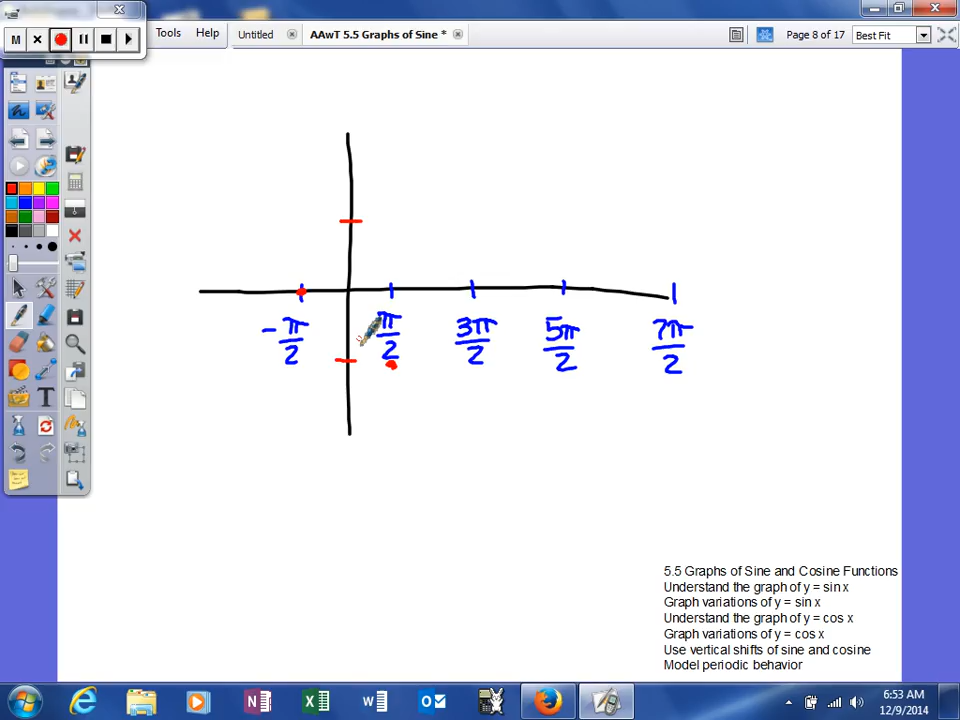 x
M
Tools Help Untitled AAwT 5.5 Graphs of Sine * Page 8 of 17 Best Fit
-π/2 π/2 3π/2 5π/2 7π/2
5.5 Graphs of Sine and Cosine Functions
Understand the graph of y = sin x
Graph variations of y = sin x
Understand the graph of y = cos x
Graph variations of y = cos x
Use vertical shifts of sine and cosine
Model periodic behavior
6:53 AM
12/9/2014